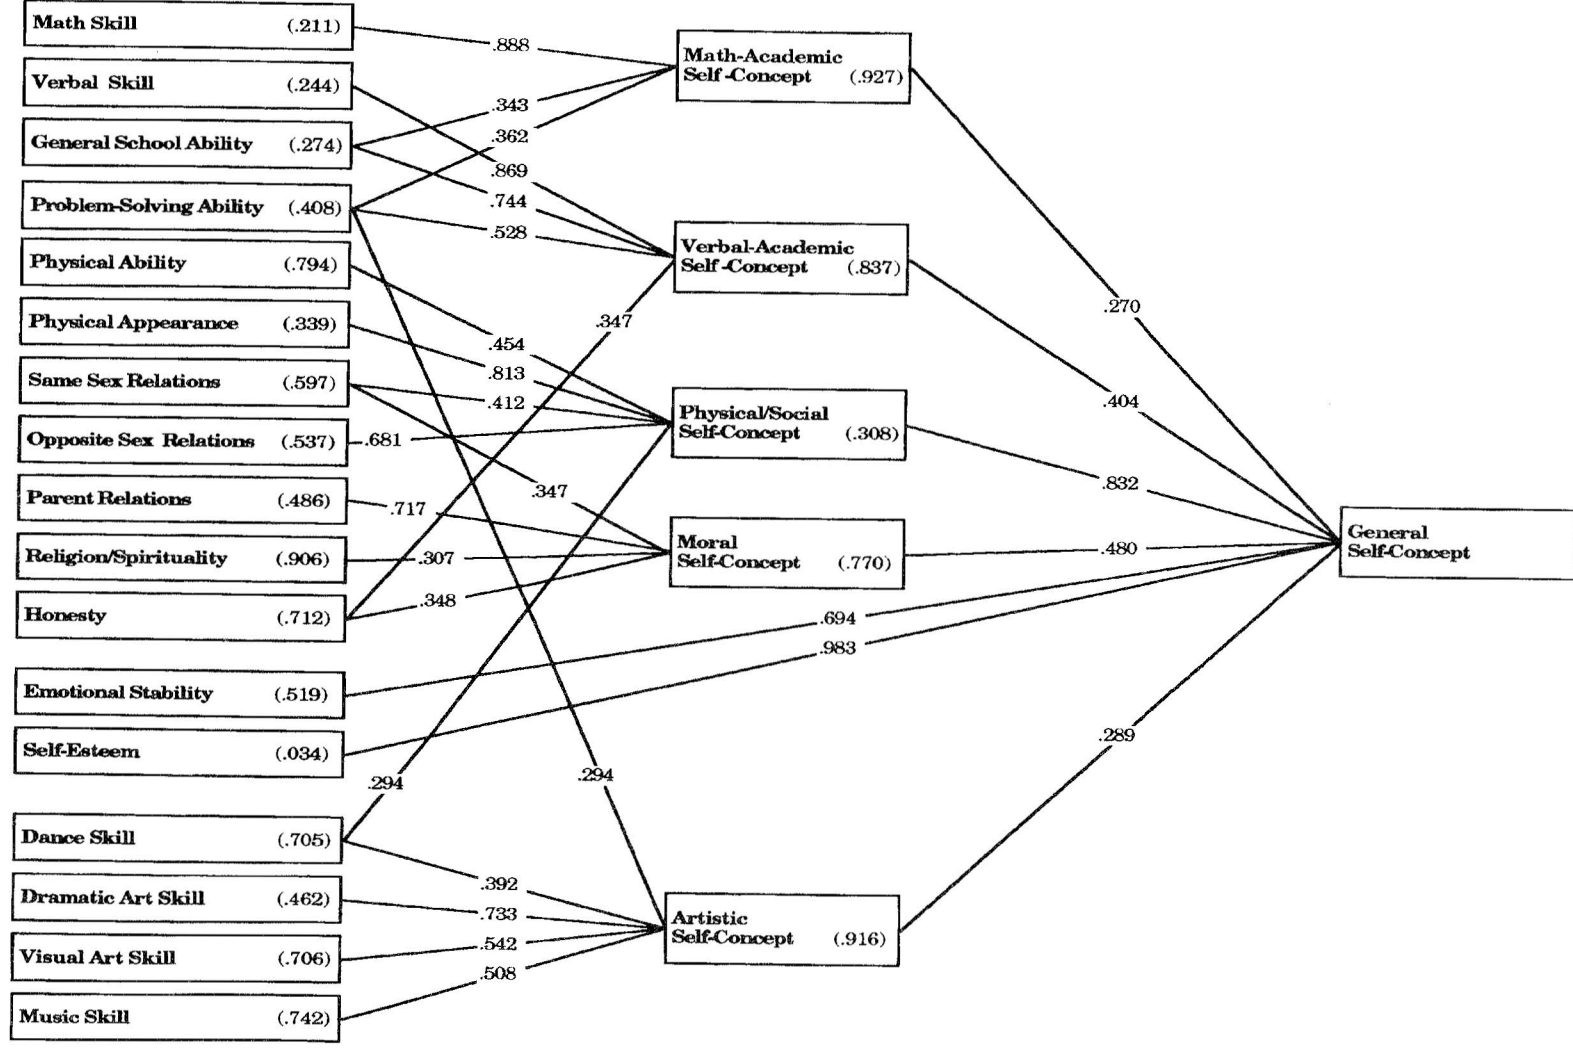 Math Skill (.211)
Verbal Skill (.244)
General School Ability (.274)
Problem-Solving Ability (.408)
Physical Ability (.794)
Physical Appearance (.339)
Same Sex Relations (.597)
Opposite Sex Relations (.537)
Parent Relations (.486)
Religion/Spirituality (.906)
Honesty (.712)
Emotional Stability (.519)
Self-Esteem (.034)
Dance Skill (.705)
Dramatic Art Skill (.462)
Visual Art Skill (.706)
Music Skill (.742)
.888
.343
.362
.869
.744
.528
.347
.454
.813
.412
.681
.347
.717
.307
.348
.694
.983
.294
.294
.392
.733
.542
.508
Math-Academic
Self-Concept (.927)
Verbal-Academic
Self-Concept (.837)
Physical/Social
Self-Concept (.308)
Moral
Self-Concept (.770)
Artistic
Self-Concept (.916)
.270
.404
.832
.480
.289
General
Self-Concept